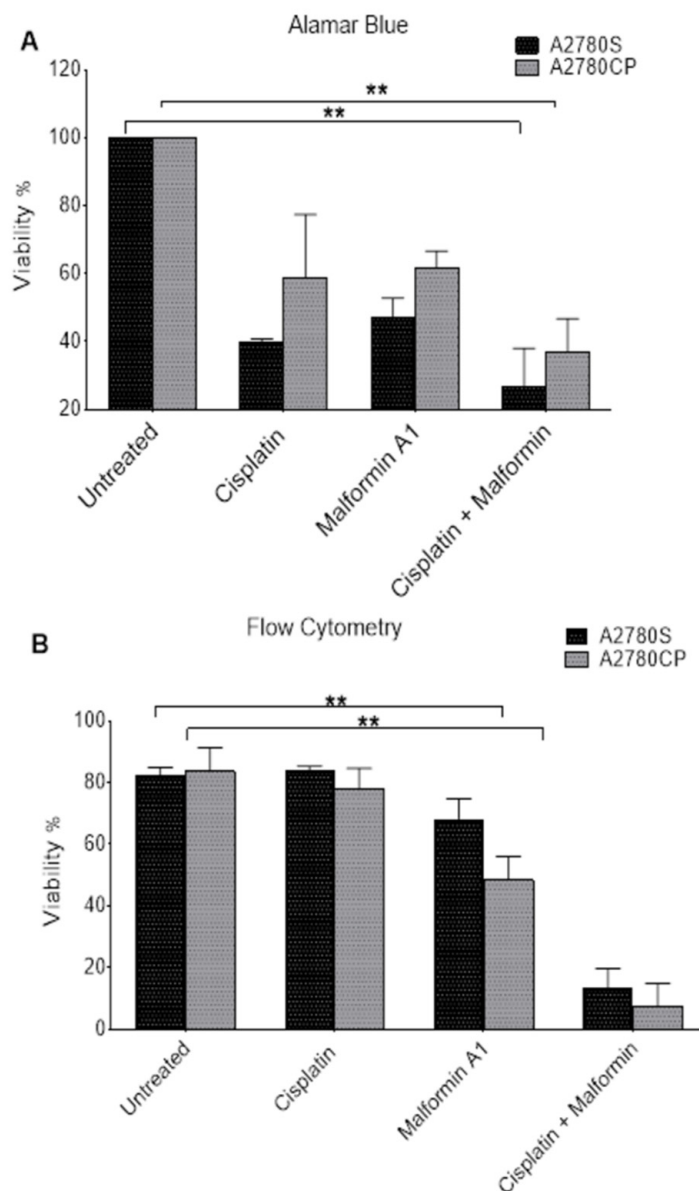 A
Alamar Blue
A2780S
A2780CP
**
**
Viability %
120
100
80
60
40
20
Untreated
Cisplatin
Malformin A1
Cisplatin + Malformin
B
Flow Cytometry
A2780S
A2780CP
**
**
Viability %
100
80
60
40
20
0
Untreated
Cisplatin
Malformin A1
Cisplatin + Malformin